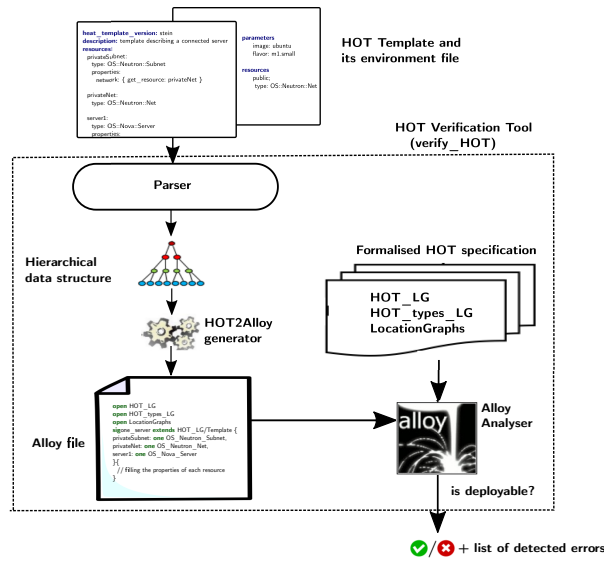 heat_template_version: stein
description: template describing a connected server
resources:
privateSubnet:
type: OS::Neutron::Subnet
properties:
network: { get_resource: privateNet }
privateNet:
type: OS::Neutron::Net
server1:
type: OS::Nova::Server
properties:
parameters
image: ubuntu
flavor: m1.small
resources
public;
type: OS::Neutron::Net
HOT Template and
its environment file
HOT Verification Tool
(verify_HOT)
Parser
Hierarchical
data structure
HOT2Alloy
generator
Formalised HOT specification
HOT_LG
HOT_types_LG
LocationGraphs
Alloy file
open HOT_LG
open HOT_types_LG
open LocationGraphs
sigone_server extends HOT_LG/Template {
privateSubnet: one OS_Neutron_Subnet,
privateNet: one OS_Neutron_Net,
server1: one OS_Nova_Server
}{
// filling the properties of each resource
}
alloy
Alloy
Analyser
is deployable?
/ + list of detected errors